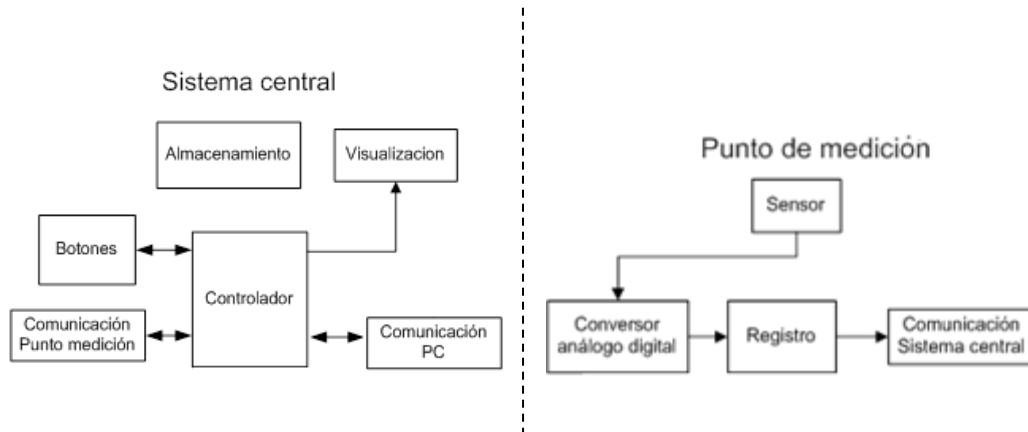 Sistema central
Almacenamiento
Visualizacion
Botones
Controlador
Comunicación
Punto medición
Comunicación
PC
Punto de medición
Sensor
Conversor
análogo digital
Registro
Comunicación
Sistema central